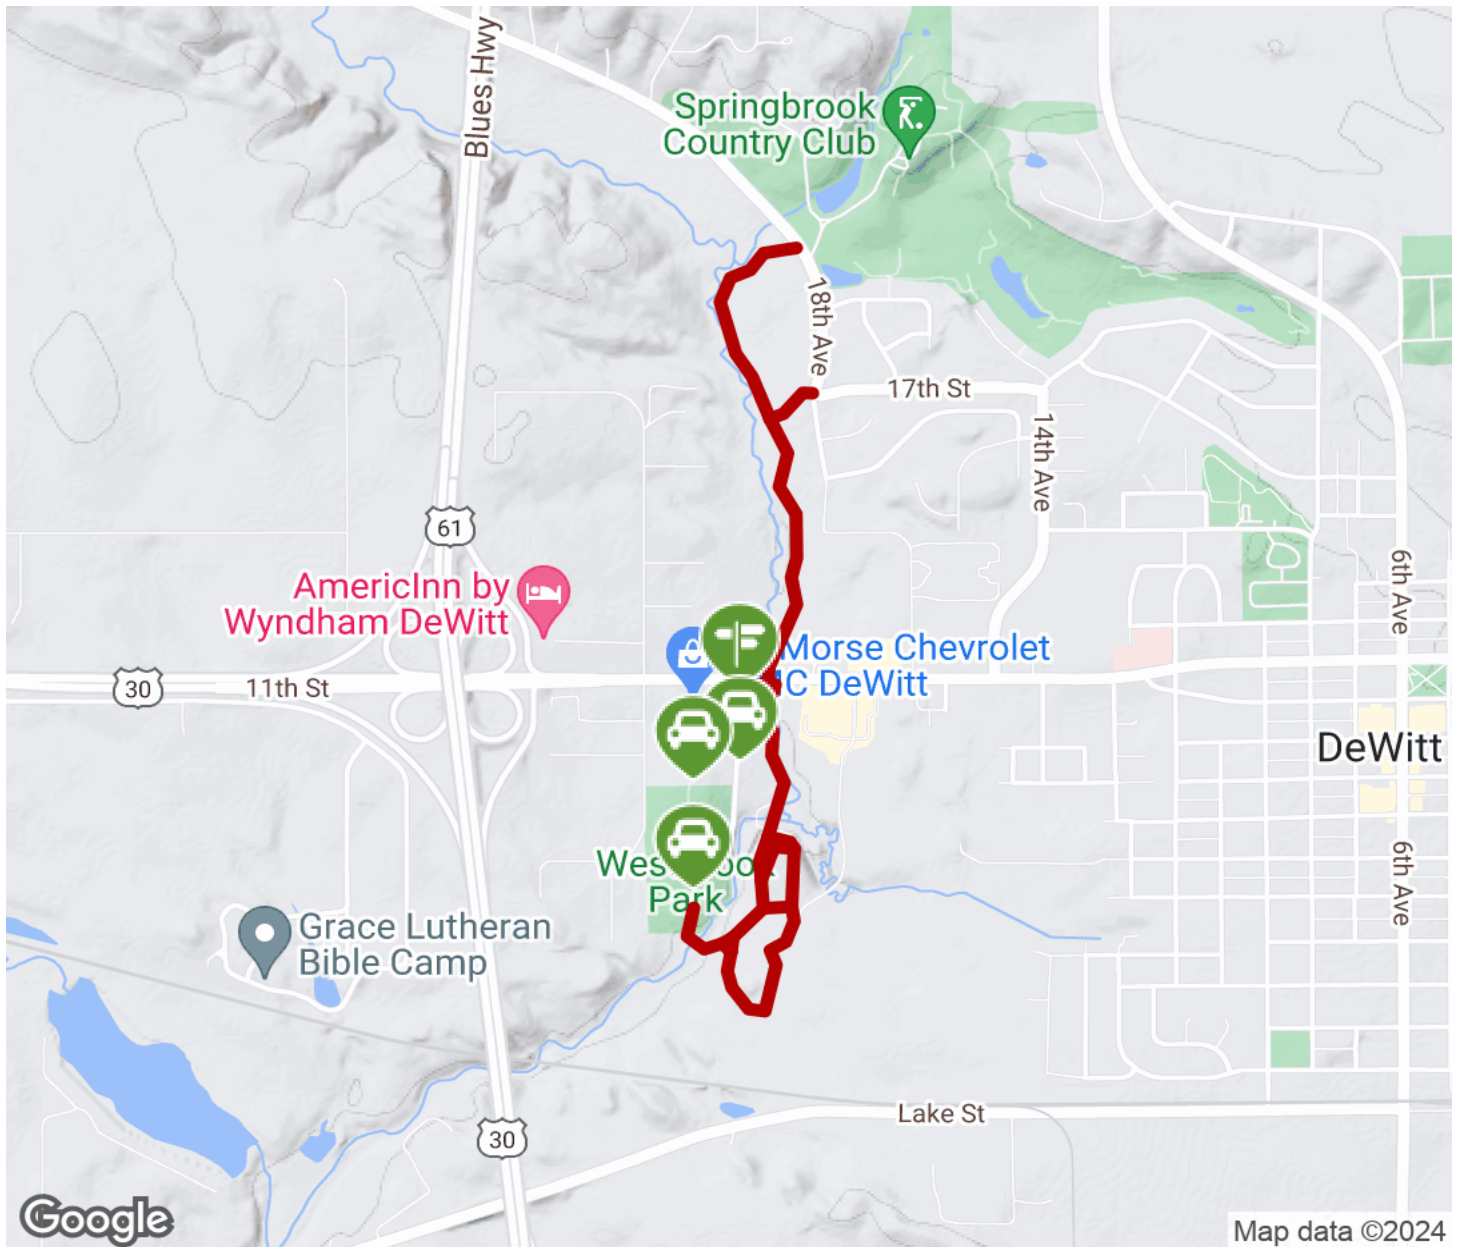 Blues Hwy
Springbrook
Country Club
18th Ave
17th St
14th Ave
61
AmericInn by
Wyndham DeWitt
6th Ave
Morse Chevrolet
C DeWitt
30
11th St
DeWitt
Park
6th Ave
Grace Lutheran
Bible Camp
Lake St
30
Google
Map data ©2024